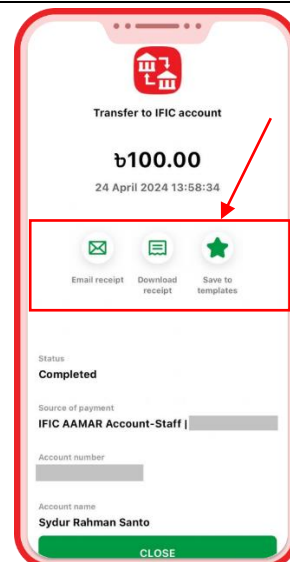 Transfer to IFIC account
৳100.00
24 April 2024 13:58:34
Email receipt Download receipt Save to templates
Status
Completed
Source of payment
IFIC AAMAR Account-Staff |
Account number
Account name
Sydur Rahman Santo
CLOSE